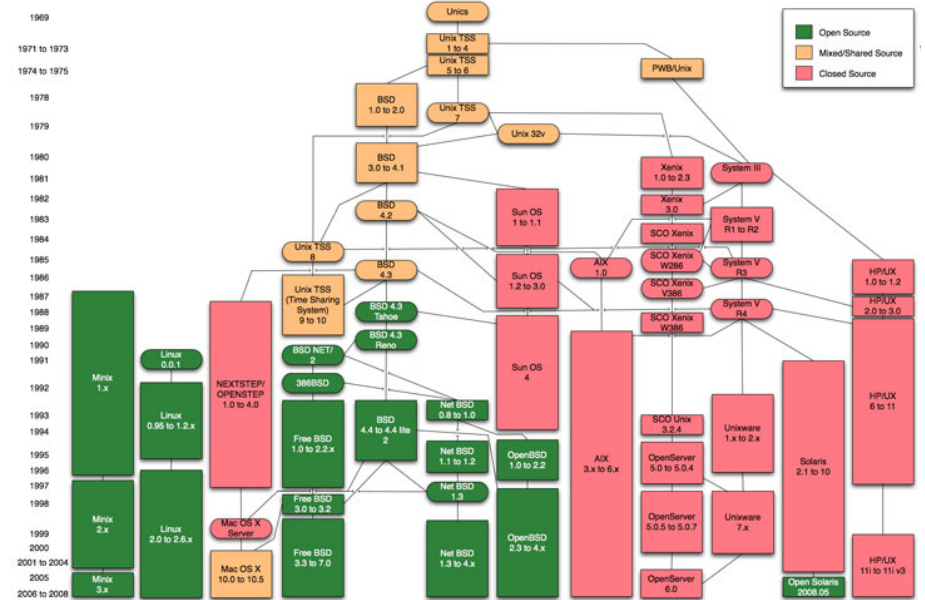 1969
1971 to 1973
1974 to 1975
1978
1979
1980
1981
1982
1983
1984
1985
1986
1987
1988
1989
1990
1991
1992
1993
1994
1995
1996
1997
1998
1999
2000
2001 to 2004
2005
2006 to 2008
Open Source
Mixed/Shared Source
Closed Source
Unics
Unix TSS
1 to 4
Unix TSS
5 to 6
PWB/Unix
BSD
1.0 to 2.0
Unix TSS
7
Unix 32v
BSD
3.0 to 4.1
Xenix
1.0 to 2.3
System III
Xenix
3.0
BSD
4.2
Sun OS
1 to 1.1
SCO Xenix
System V
R1 to R2
Unix TSS
8
BSD
4.3
Sun OS
1.2 to 3.0
AIX
1.0
SCO Xenix
W286
System V
R3
HP/UX
1.0 to 1.2
Unix TSS
(Time Sharing
System)
9 to 10
SCO Xenix
V386
HP/UX
2.0 to 3.0
BSD 4.3
Tahoe
System V
R4
SCO Xenix
W386
BSD 4.3
Reno
Minix
1.x
Linux
0.0.1
NEXTSTEP/
OPENSTEP
1.0 to 4.0
BSD NET/
2
386BSD
Sun OS
4
HP/UX
6 to 11
Linux
0.95 to 1.2.x
Free BSD
1.0 to 2.2.x
BSD
4.4 to 4.4 lite
2
Net BSD
0.8 to 1.0
SCO Unix
3.2.4
Unixware
1.x to 2.x
Net BSD
1.1 to 1.2
OpenBSD
1.0 to 2.2
AIX
3.x to 6.x
OpenServer
5.0 to 5.0.4
Solaris
2.1 to 10
Net BSD
1.3
Free BSD
3.0 to 3.2
Minix
2.x
Linux
2.0 to 2.6.x
Mac OS X
Server
OpenBSD
2.3 to 4.x
OpenServer
5.0.5 to 5.0.7
Unixware
7.x
Free BSD
3.3 to 7.0
Net BSD
1.3 to 4.x
HP/UX
11i to 11i v3
Mac OS X
10.0 to 10.5
Minix
3.x
OpenServer
6.0
Open Solaris
2008.05